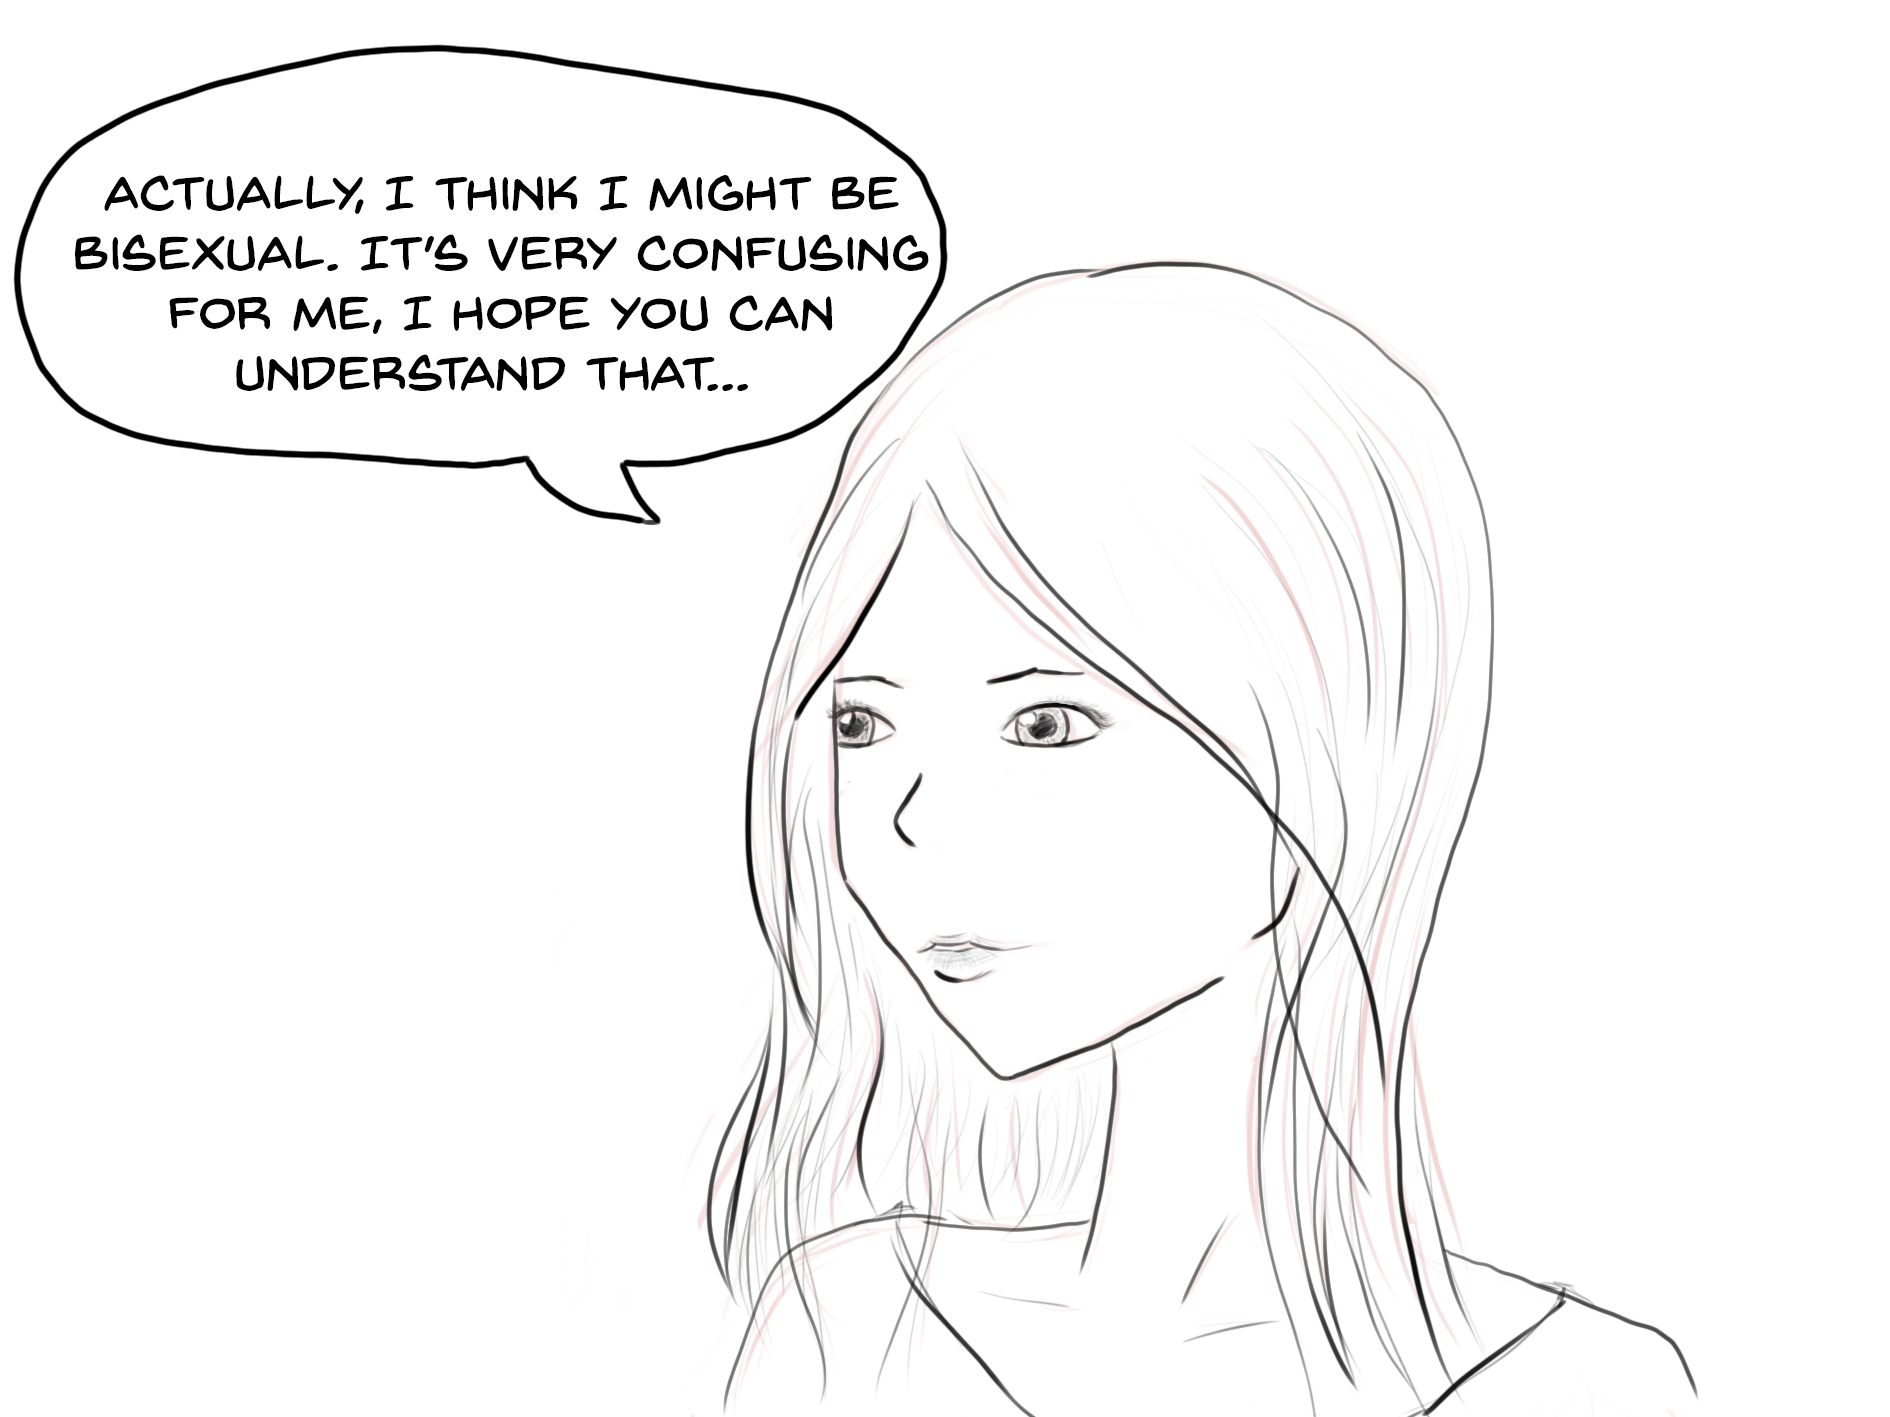 ACTUALLY, I THINK I MIGHT BE
BISEXUAL. IT'S VERY CONFUSING
FOR ME, I HOPE YOU CAN
UNDERSTAND THAT...